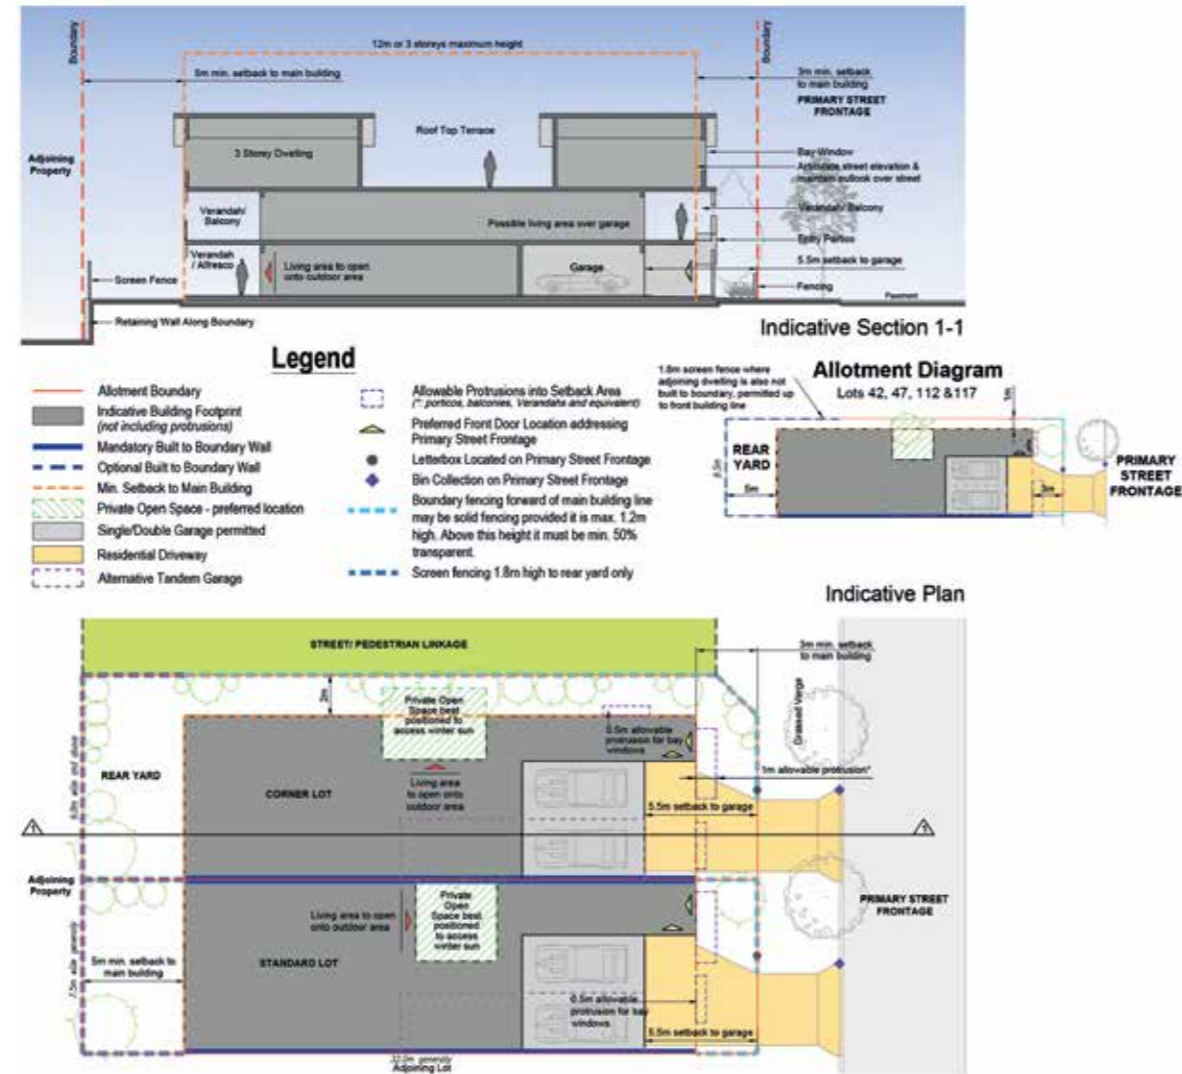 Boundary
Boundary
12m or 3 storeys maximum height
5m min. setback to main building
3m min. setback
to main building
PRIMARY STREET
FRONTAGE
Roof Top Terrace
Adjoining
Property
3 Storey Dwelling
Bay Window
Articulate street elevation &
maintain outlook over street
Verandah/
Balcony
Possible living area over garage
Verandah/ Balcony
Entry Portico
Verandah
/ Alfresco
Living area to open
onto outdoor area
Garage
5.5m setback to garage
Screen Fence
Fencing
Pavement
Retaining Wall Along Boundary
Indicative Section 1-1
Legend
Allotment Boundary
Indicative Building Footprint
(not including protrusions)
Mandatory Built to Boundary Wall
Optional Built to Boundary Wall
Min. Setback to Main Building
Private Open Space - preferred location
Single/Double Garage permitted
Residential Driveway
Alternative Tandem Garage
Allowable Protrusions into Setback Area
(*: porticos, balconies, Verandahs and equivalent)
Preferred Front Door Location addressing
Primary Street Frontage
Letterbox Located on Primary Street Frontage
Bin Collection on Primary Street Frontage
Boundary fencing forward of main building line
may be solid fencing provided it is max. 1.2m
high. Above this height it must be min. 50%
transparent.
Screen fencing 1.8m high to rear yard only
1.8m screen fence where
adjoining dwelling is also not
built to boundary, permitted up
to front building line
Allotment Diagram
Lots 42, 47, 112 &117
1m
REAR
YARD
5m
3m
PRIMARY
STREET
FRONTAGE
Indicative Plan
STREET/ PEDESTRIAN LINKAGE
3m min. setback
to main building
2m
Private Open
Space best
positioned to
access winter sun
0.5m allowable
protrusion for bay
windows
Grassed Verge
REAR YARD
CORNER LOT
Living area
to open onto
outdoor area
1m allowable protrusion*
5.5m setback to garage
1
1
Adjoining
Property
Private
Open
Space best
positioned
to access
winter sun
Living area to open
onto outdoor area
PRIMARY STREET
FRONTAGE
5m min. setback to
main building
STANDARD LOT
7.5m wide generally
0.5m allowable
protrusion for bay
windows
5.5m setback to garage
32.0m generally
Adjoining Lot